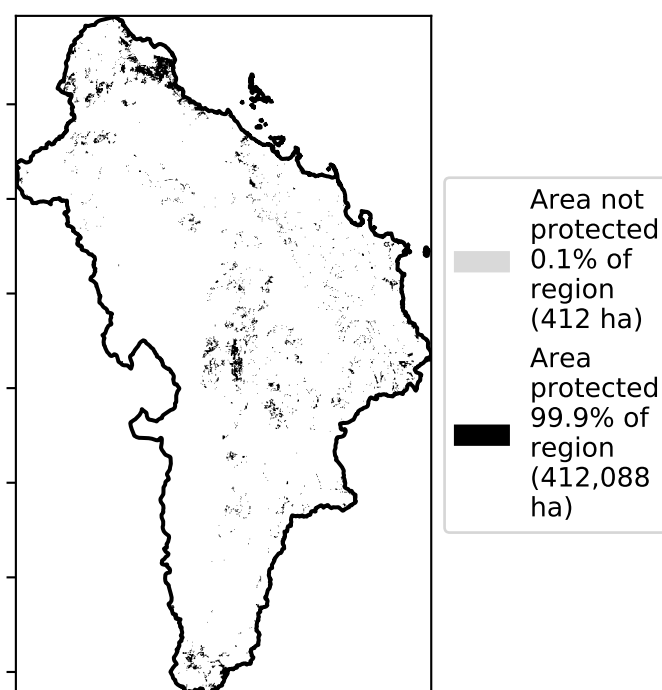 Area not
protected
0.1% of
region
(412 ha)
Area
protected
99.9% of
region
(412,088
ha)